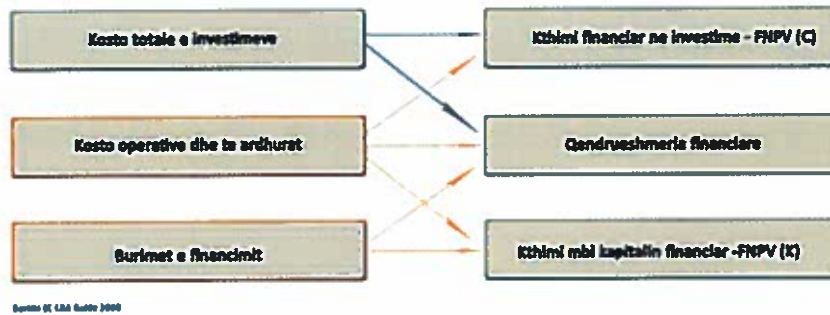 Kosto totale e investimeve
Kthimi financiar ne investime - FNPV (C)
Kosto operative dhe te ardhurat
Qendrueshmeria financiare
Burimet e financimit
Kthimi mbi kapitalin financiar -FNPV (K)
Guide